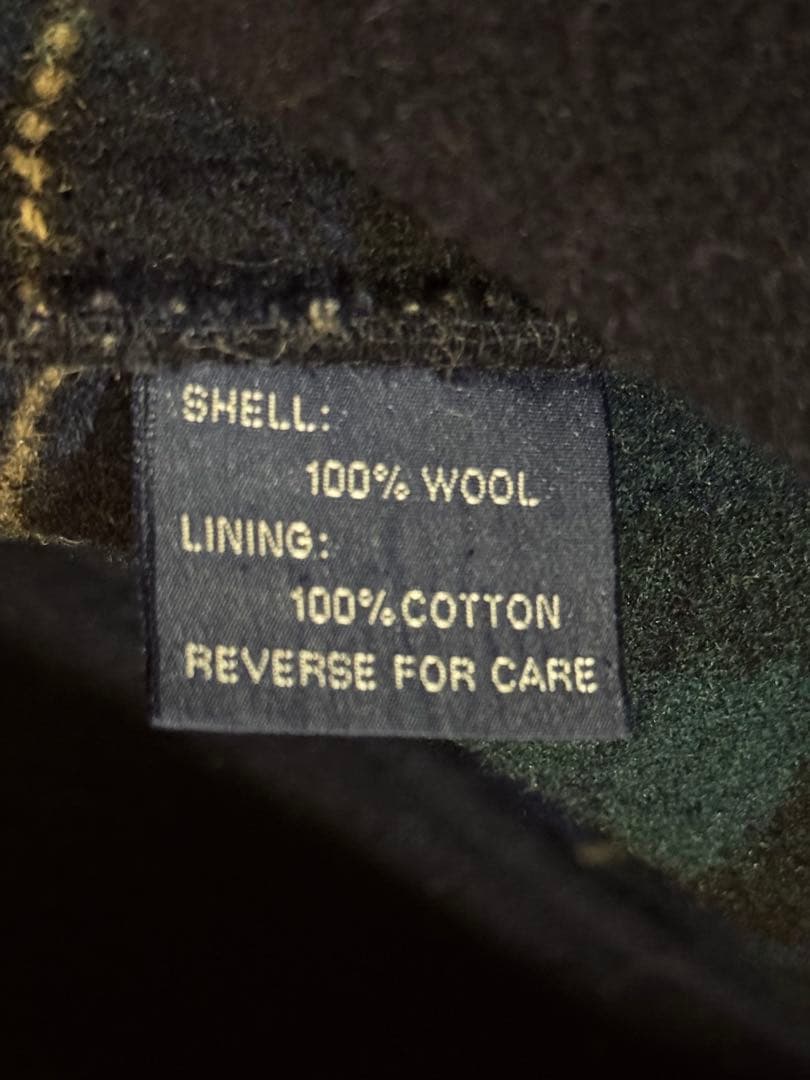 SHELL:
100% WOOL
LINING:
100% COTTON
REVERSE FOR CARE